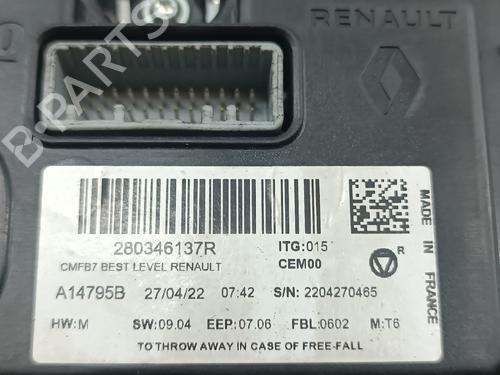 RENAULT
B-PARTS
280346137R
ITG:015
CMFB7 BEST LEVEL RENAULT
CEM00
R
A14795B 27/04/22 07:42 S/N: 2204270465
HW:M SW:09.04 EEP:07.06 FBL:0602 M:T6
TO THROW AWAY IN CASE OF FREE-FALL
MADE IN FRANCE